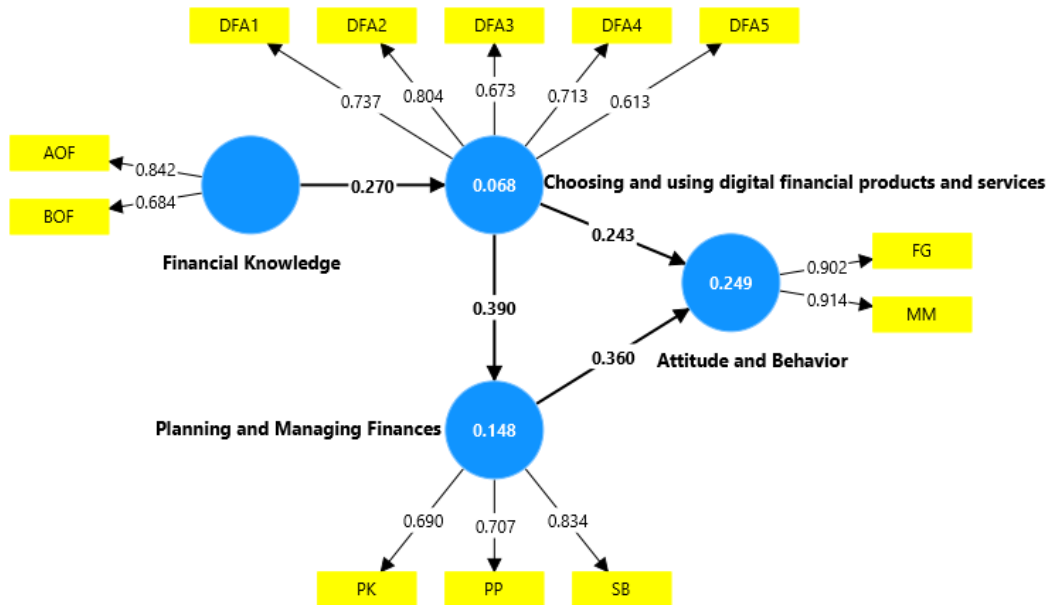 DFA1
DFA2
DFA3
DFA4
DFA5
0.737
0.804
0.673
0.713
0.613
AOF
BOF
0.842
0.684
0.270
0.068
Choosing and using digital financial products and services
Financial Knowledge
0.243
0.249
0.902
0.914
FG
MM
0.390
0.360
Attitude and Behavior
Planning and Managing Finances
0.148
0.690
0.707
0.834
PK
PP
SB